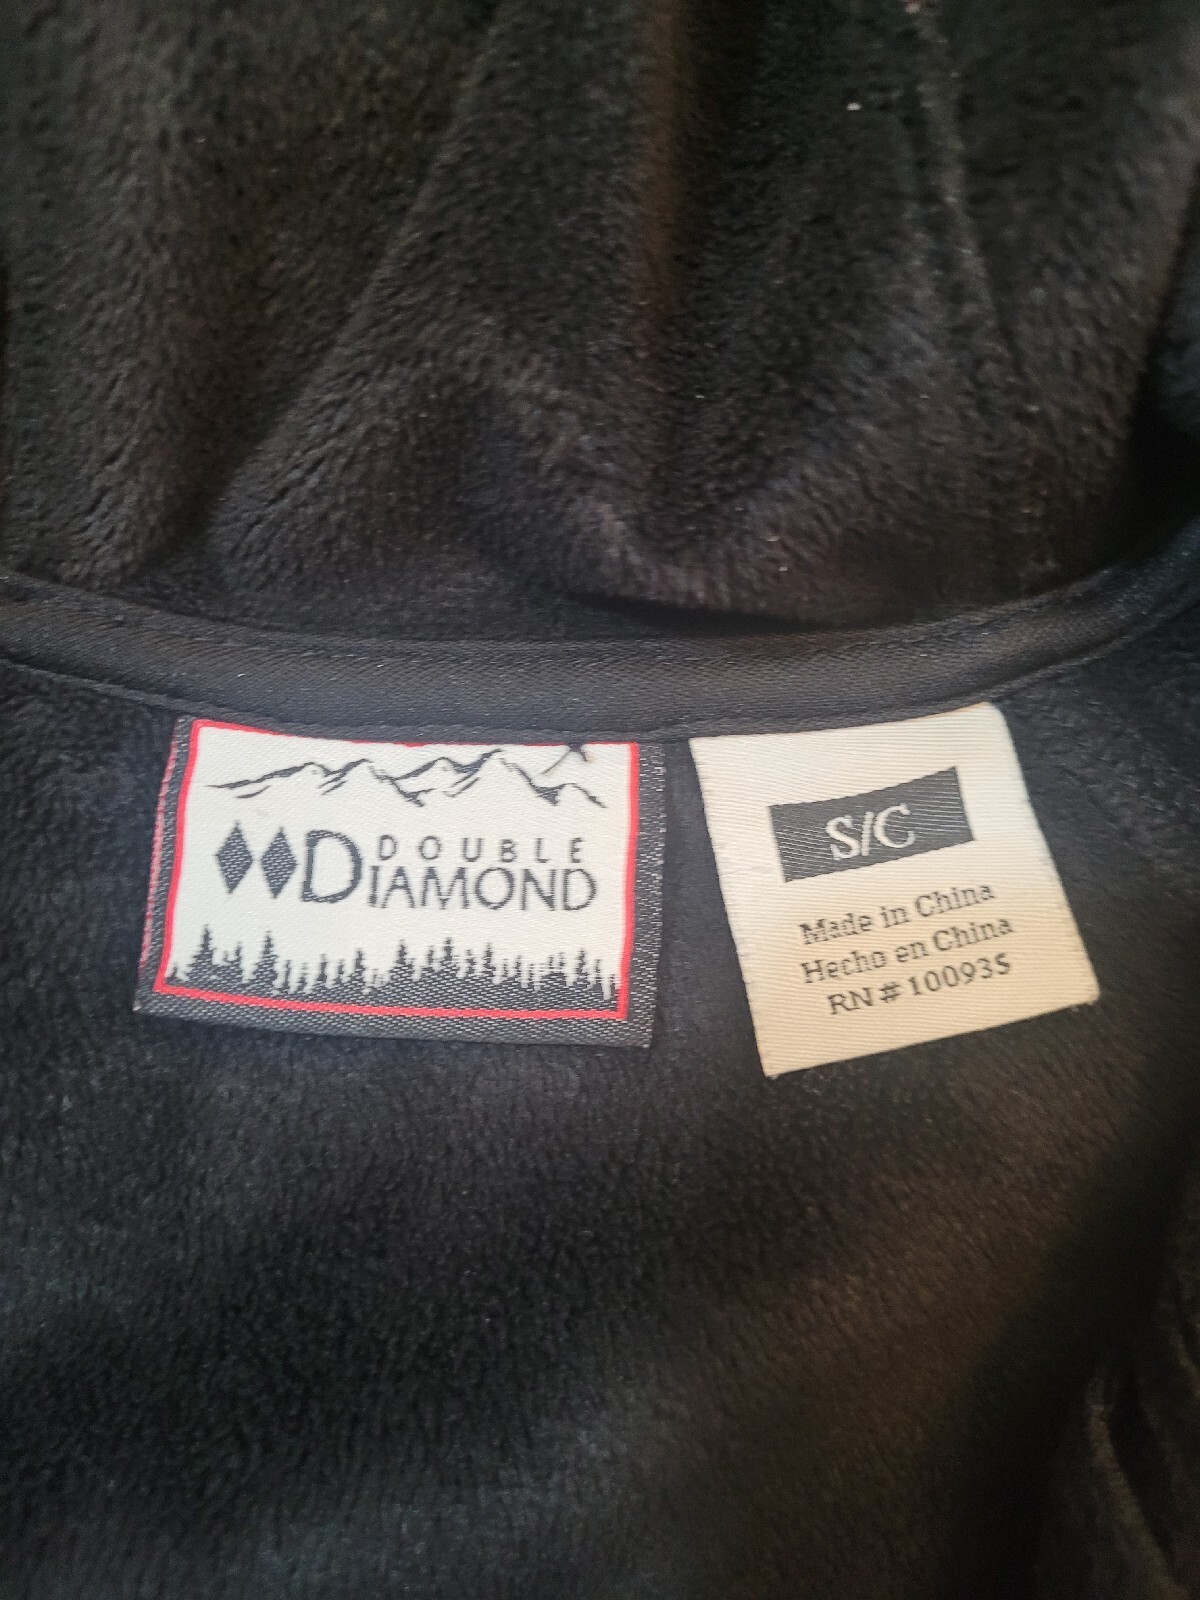 DOUBLE
DIAMOND
S/C
Made in China
Hecho en China
RN# 100935